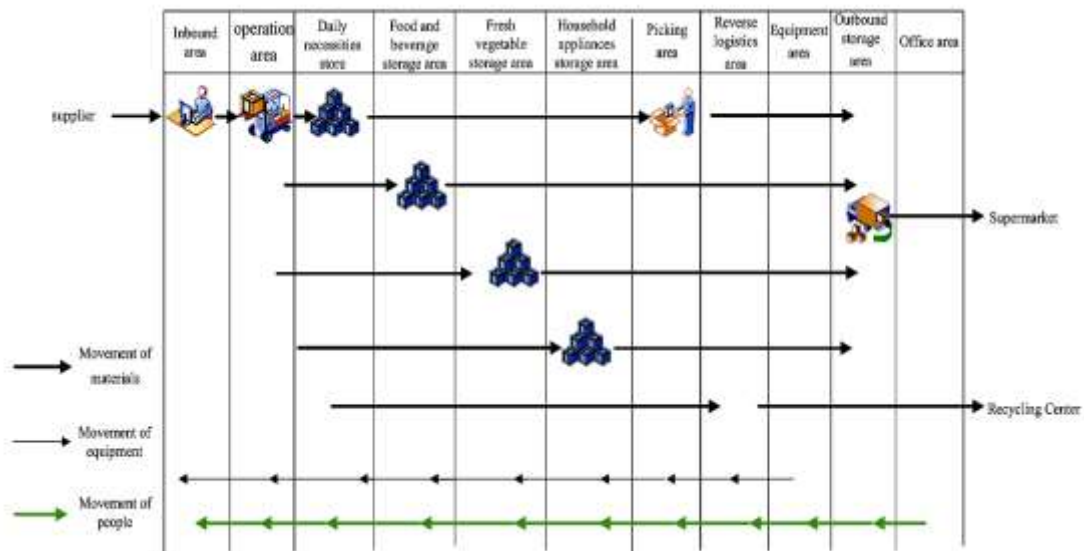 Inbound
area
operation
area
Daily
necessities
store
Food and
beverage
storage area
Fresh
vegetable
storage area
Household
appliances
storage area
Picking
area
Reverse
logistics
area
Equipment
area
Outbound
storage
area
Office area
supplier
Supermarket
Movement of
materials
Recycling Center
Movement of
equipment
Movement of
people